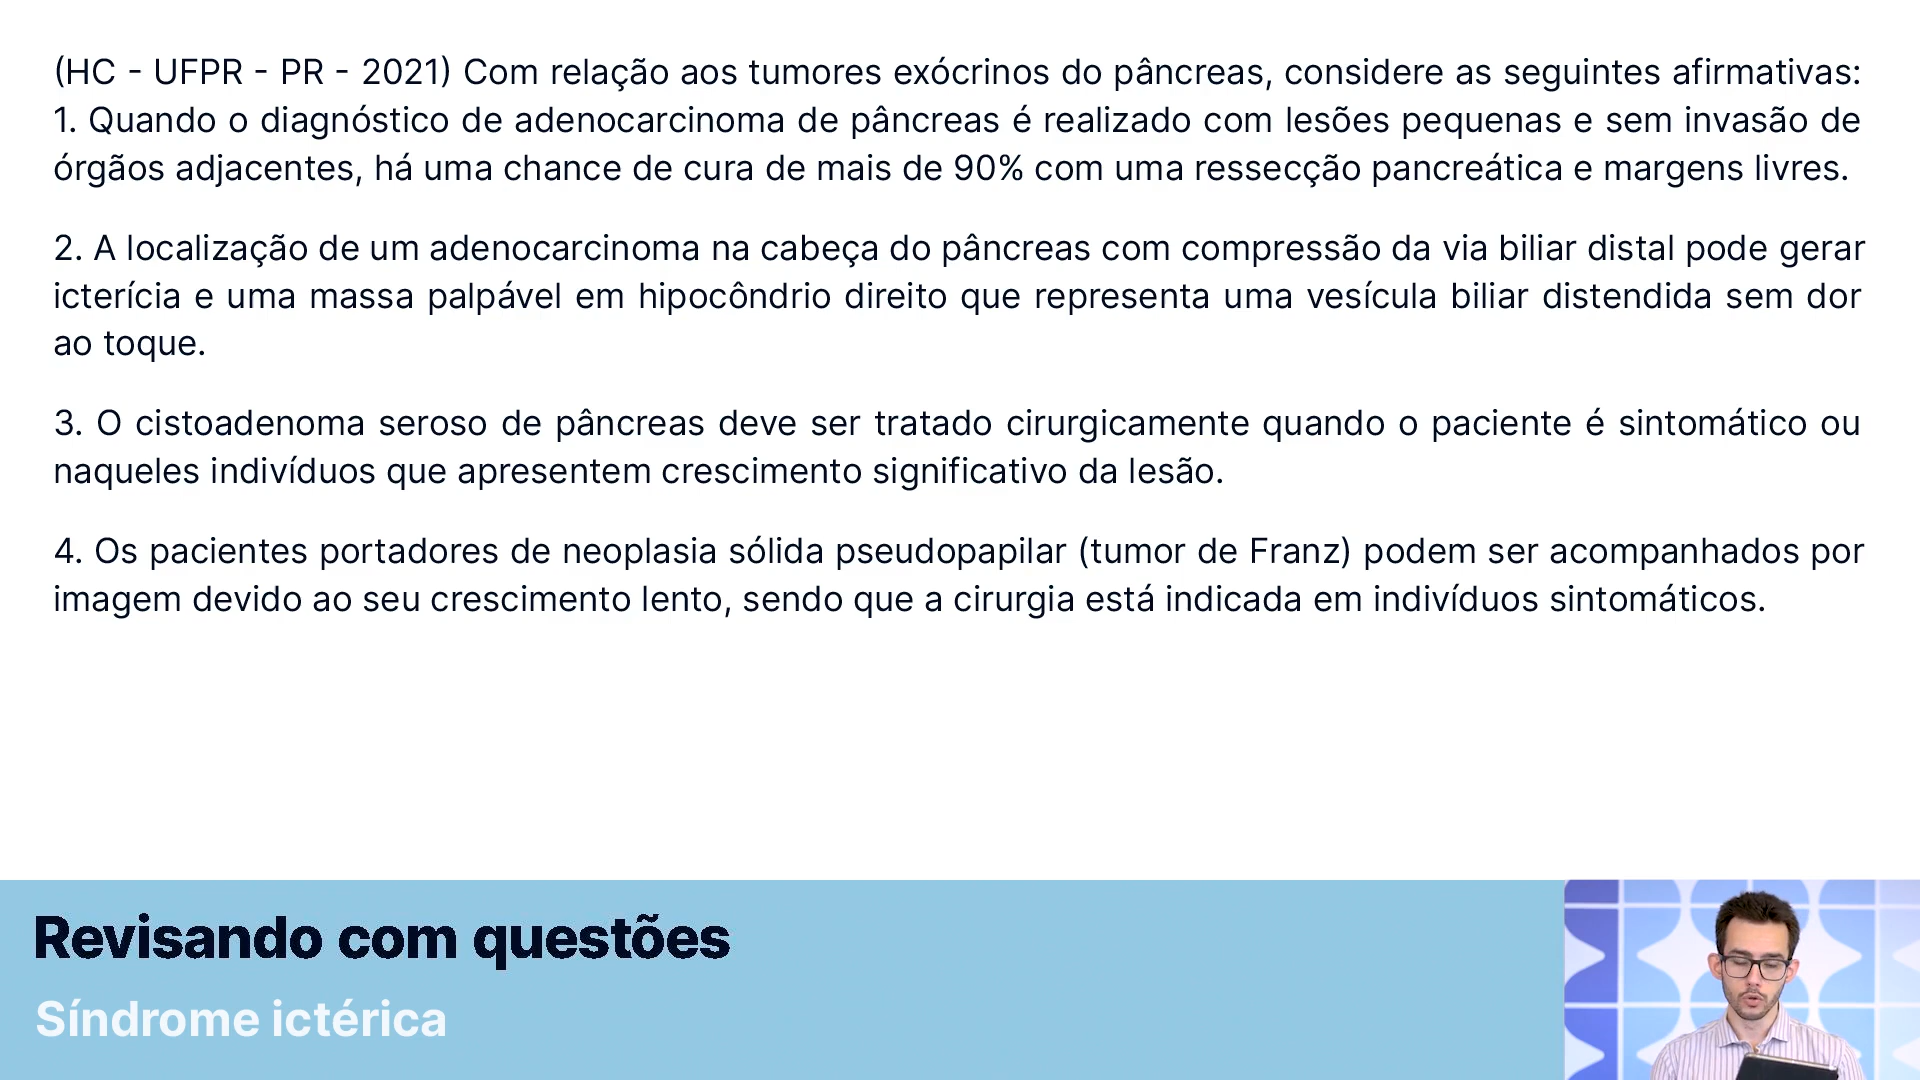 (HC - UFPR - PR - 2021) Com relação aos tumores exócrinos do pâncreas, considere as seguintes afirmativas:
1. Quando o diagnóstico de adenocarcinoma de pâncreas é realizado com lesões pequenas e sem invasão de
órgãos adjacentes, há uma chance de cura de mais de 90% com uma ressecção pancreática e margens livres.
2. A localização de um adenocarcinoma na cabeça do pâncreas com compressão da via biliar distal pode gerar
icterícia e uma massa palpável em hipocôndrio direito que representa uma vesícula biliar distendida sem dor
ao toque.
3. O cistoadenoma seroso de pâncreas deve ser tratado cirurgicamente quando o paciente é sintomático ou
naqueles indivíduos que apresentem crescimento significativo da lesão.
4. Os pacientes portadores de neoplasia sólida pseudopapilar (tumor de Franz) podem ser acompanhados por
imagem devido ao seu crescimento lento, sendo que a cirurgia está indicada em indivíduos sintomáticos.
Revisando com questões
Síndrome ictérica